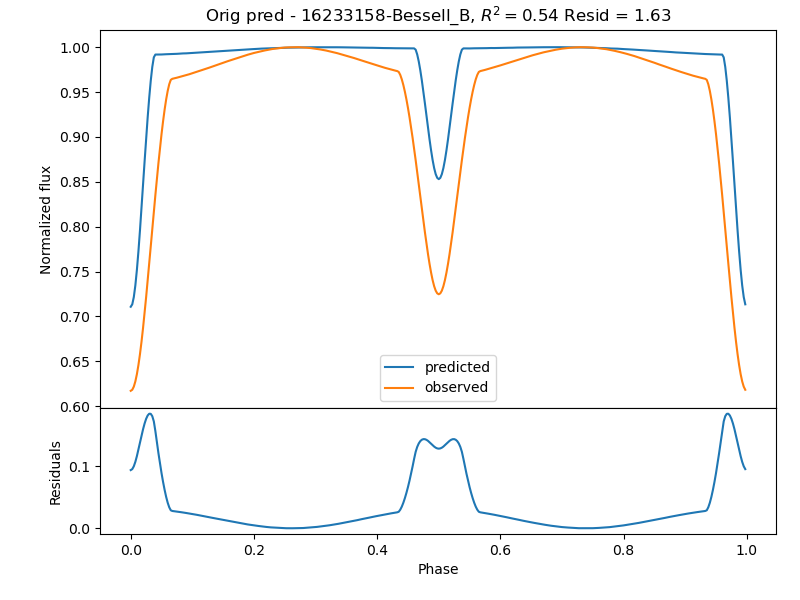 Orig pred - 16233158-Bessell_B, $R^2 = 0.54$ Resid = 1.63
Normalized flux
1.00
0.95
0.90
0.85
0.80
0.75
0.70
0.65
0.60
predicted
observed
Residuals
0.1
0.0
0.0
0.2
0.4
0.6
0.8
1.0
Phase